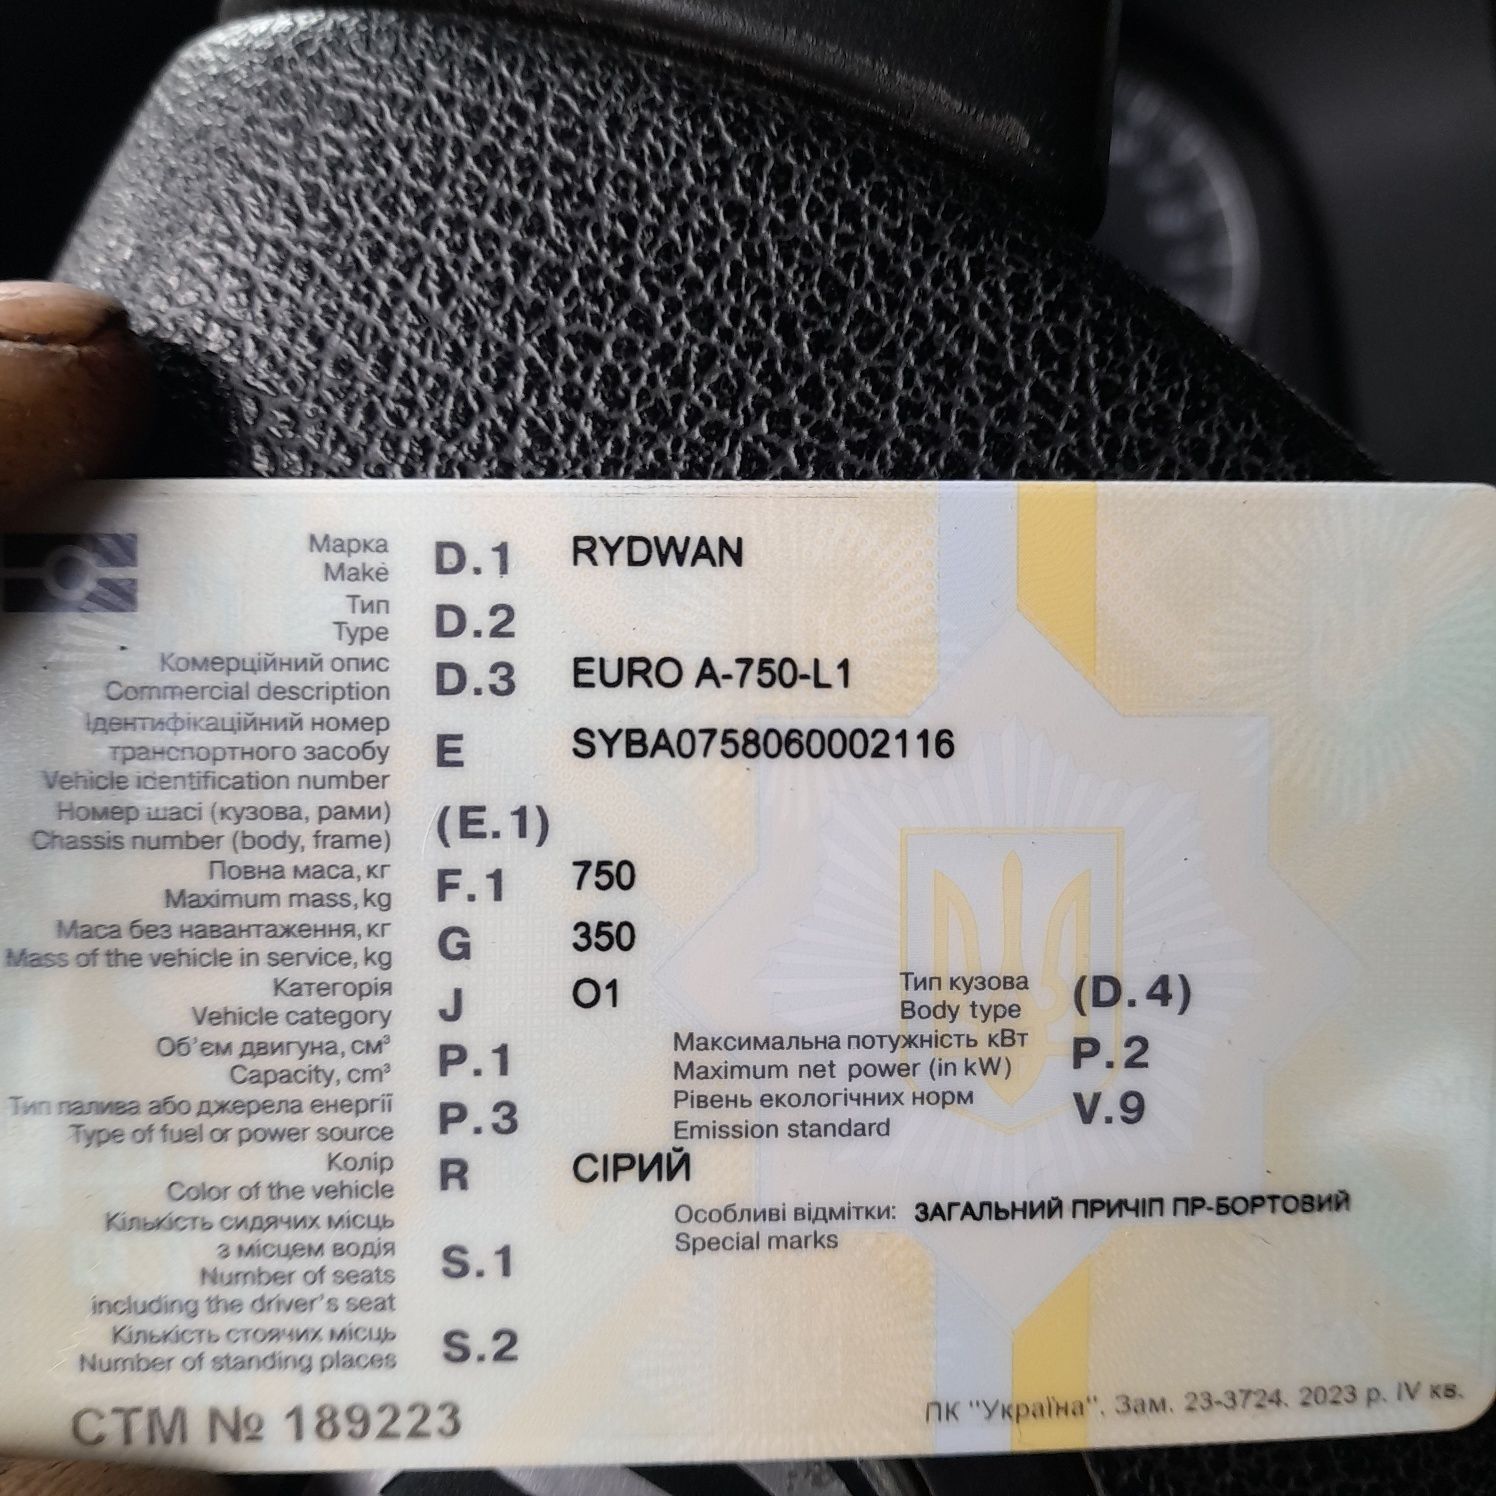 Марка D.1 RYDWAN
Make
Тип D.2
Type
Комерційний опис D.3 EURO A-750-L1
Commercial description
Ідентифікаційний номер
транспортного засобу E SYBA0758060002116
Vehicle identification number
Номер шасі (кузова, рами) (E.1)
Chassis number (body, frame)
Повна маса, кг F.1 750
Maximum mass, kg
Маса без навантаження, кг G 350
Mass of the vehicle in service, kg
Категорія J O1
Vehicle category
Тип кузова (D.4)
Body type
Об'єм двигуна, см³ P.1
Capacity, cm³
Максимальна потужність кВт P.2
Maximum net power (in kW)
Тип палива або джерела енергії P.3
Type of fuel or power source
Рівень екологічних норм V.9
Emission standard
Колір R СІРИЙ
Color of the vehicle
Особливі відмітки: ЗАГАЛЬНИЙ ПРИЧІП ПР-БОРТОВИЙ
Special marks
Кількість сидячих місць
з місцем водія S.1
Number of seats
including the driver's seat
Кількість стоячих місць S.2
Number of standing places
СТМ № 189223
ПК "Україна". Зам. 23-3724. 2023 р. IV кв.